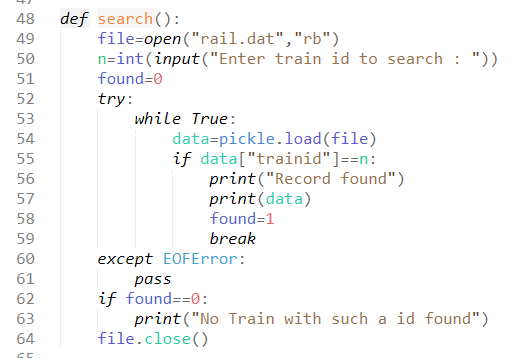 48 def search():
49     file=open("rail.dat","rb")
50     n=int(input("Enter train id to search : "))
51     found=0
52     try:
53         while True:
54             data=pickle.load(file)
55             if data["trainid"]==n:
56                 print("Record found")
57                 print(data)
58                 found=1
59                 break
60     except EOFError:
61         pass
62     if found==0:
63         print("No Train with such a id found")
64     file.close()